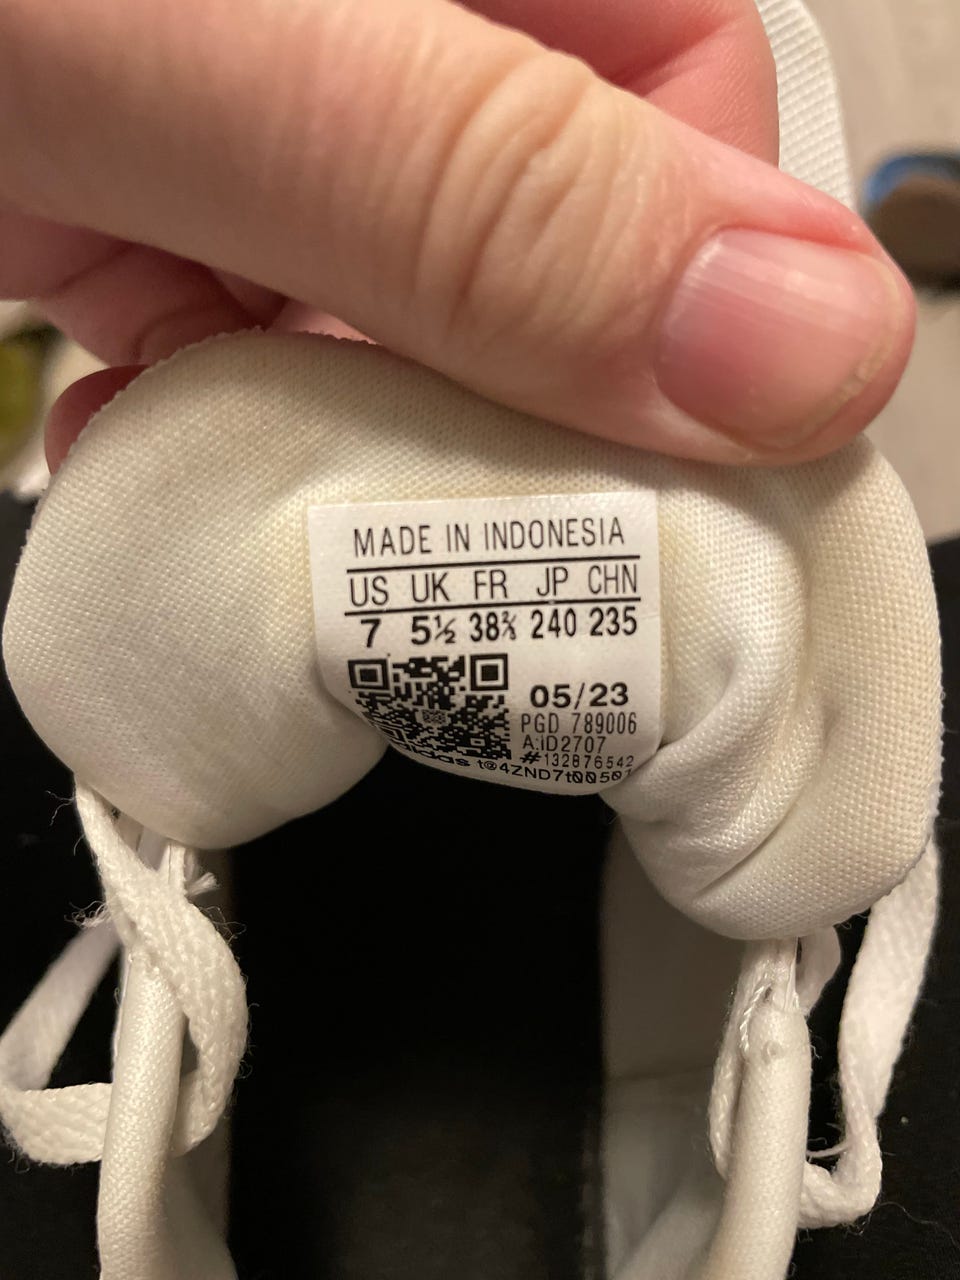 MADE IN INDONESIA
US UK FR JP CHN
7 5½ 38⅔ 240 235
05/23
PGD 789006
A:ID2707
#132876542
adidas t®4ZND7t00501